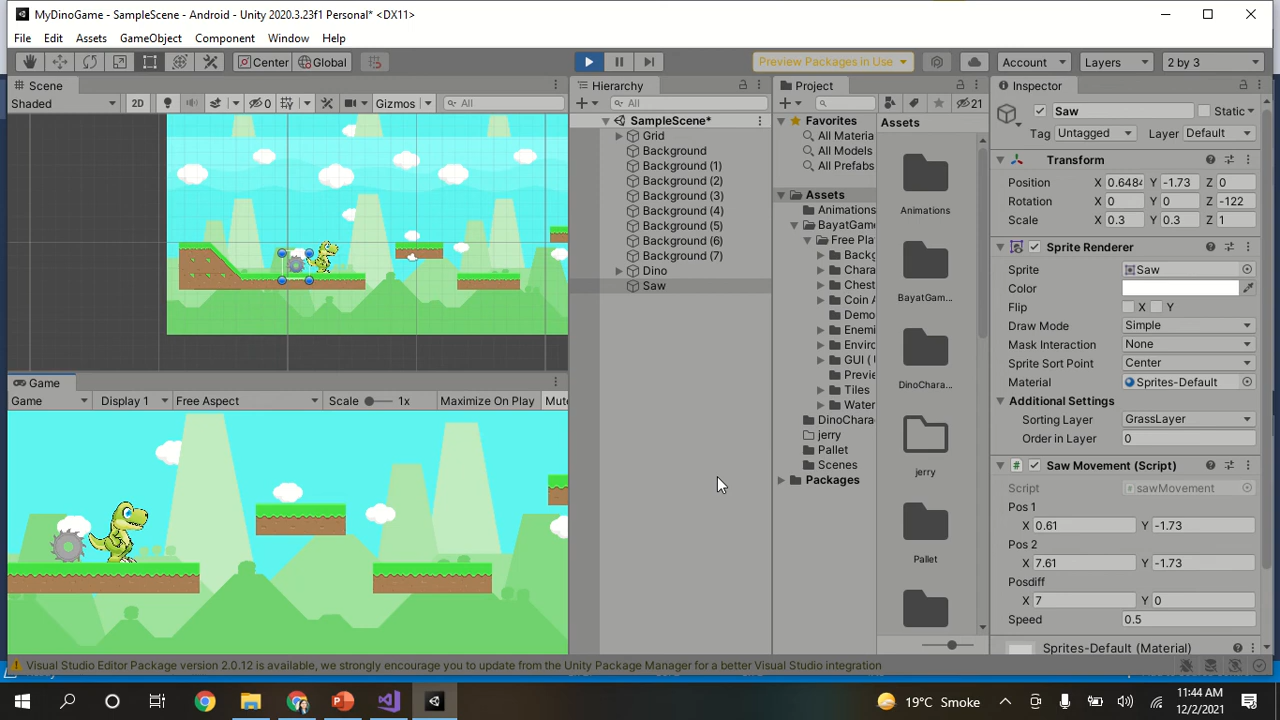 MyDinoGame - SampleScene - Android - Unity 2020.3.23f1 Personal* <DX11>
File Edit Assets GameObject Component Window Help
Center Global Preview Packages in Use Account Layers 2 by 3
Scene
Shaded 2D 0 Gizmos All
Game
Game Display 1 Free Aspect Scale 1x Maximize On Play Mute
Hierarchy
All
SampleScene*
Grid
Background
Background (1)
Background (2)
Background (3)
Background (4)
Background (5)
Background (6)
Background (7)
Dino
Saw
Project
21
Favorites
All Materia
All Models
All Prefabs
Assets
Animations
BayatGame
Free Pla
Backg
Chara
Chest
Coin A
Demo
Enemi
Enviro
GUI ( U
Previe
Tiles
Water
DinoChara
jerry
Pallet
Scenes
Packages
Assets
Animations
BayatGam...
DinoChara...
jerry
Pallet
Inspector
Saw Static
Tag Untagged Layer Default
Transform
Position X 0.6484 Y -1.73 Z 0
Rotation X 0 Y 0 Z -122
Scale X 0.3 Y 0.3 Z 1
Sprite Renderer
Sprite Saw
Color
Flip X Y
Draw Mode Simple
Mask Interaction None
Sprite Sort Point Center
Material Sprites-Default
Additional Settings
Sorting Layer GrassLayer
Order in Layer 0
Saw Movement (Script)
Script sawMovement
Pos 1
X 0.61 Y -1.73
Pos 2
X 7.61 Y -1.73
Posdiff
X 7 Y 0
Speed 0.5
Sprites-Default (Material)
Visual Studio Editor Package version 2.0.12 is available, we strongly encourage you to update from the Unity Package Manager for a better Visual Studio integration
19°C Smoke
11:44 AM
12/2/2021